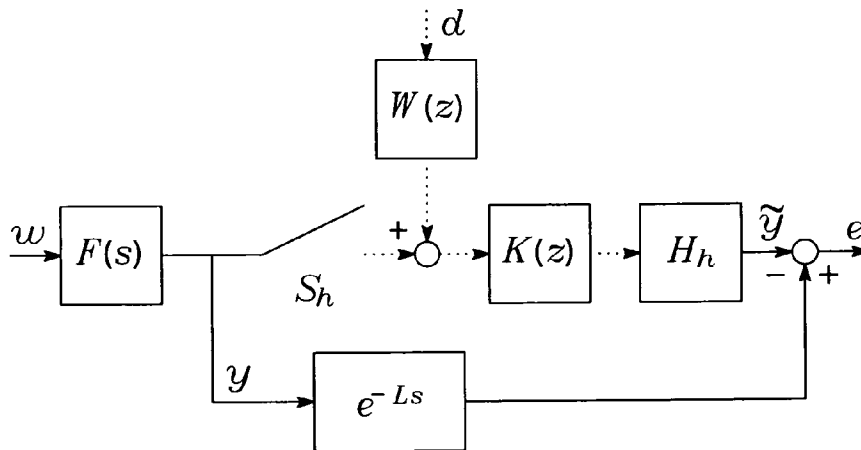 d
W(z)
w
F(s)
S_h
+
K(z)
H_h
ỹ
e
−
+
y
e^{-Ls}